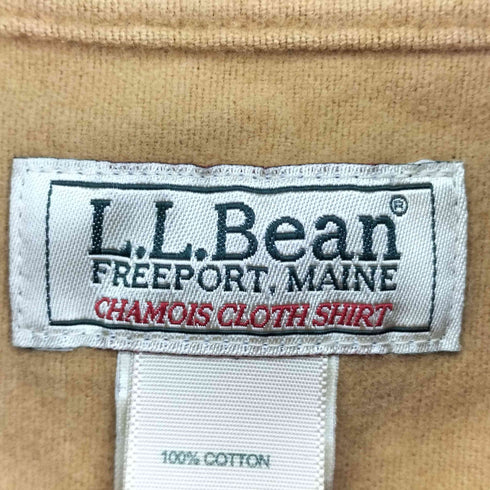 L.L.Bean®
FREEPORT, MAINE
CHAMOIS CLOTH SHIRT
100% COTTON